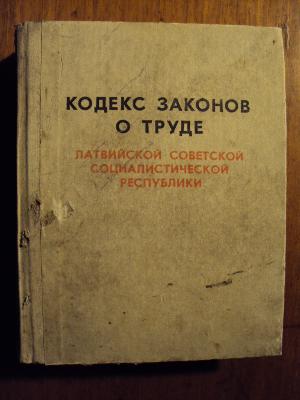 КОДЕКС ЗАКОНОВ
О ТРУДЕ
ЛАТВИЙСКОЙ СОВЕТСКОЙ
СОЦИАЛИСТИЧЕСКОЙ
РЕСПУБЛИКИ